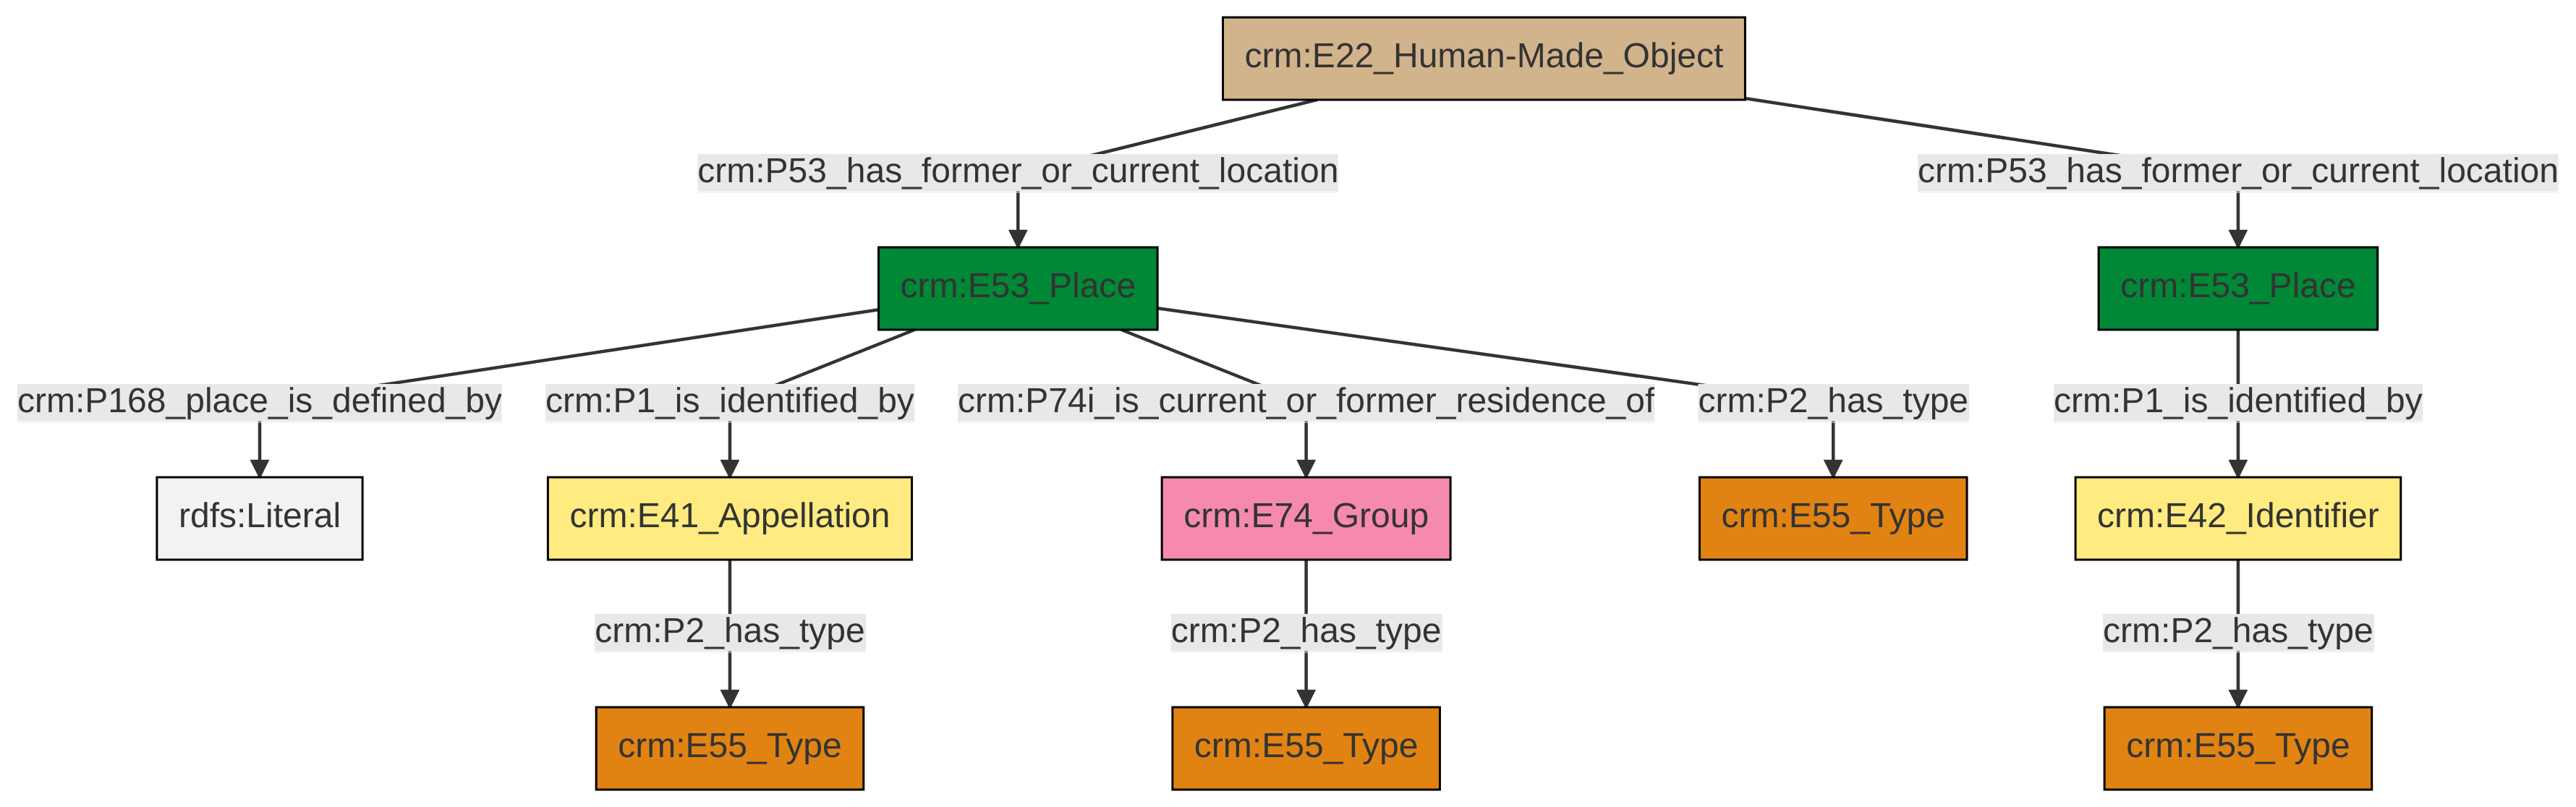 crm:E22_Human-Made_Object
crm:P53_has_former_or_current_location
crm:P53_has_former_or_current_location
crm:E53_Place
crm:E53_Place
crm:P168_place_is_defined_by
crm:P1_is_identified_by
crm:P74i_is_current_or_former_residence_of
crm:P2_has_type
crm:P1_is_identified_by
rdfs:Literal
crm:E41_Appellation
crm:E74_Group
crm:E55_Type
crm:E42_Identifier
crm:P2_has_type
crm:P2_has_type
crm:P2_has_type
crm:E55_Type
crm:E55_Type
crm:E55_Type